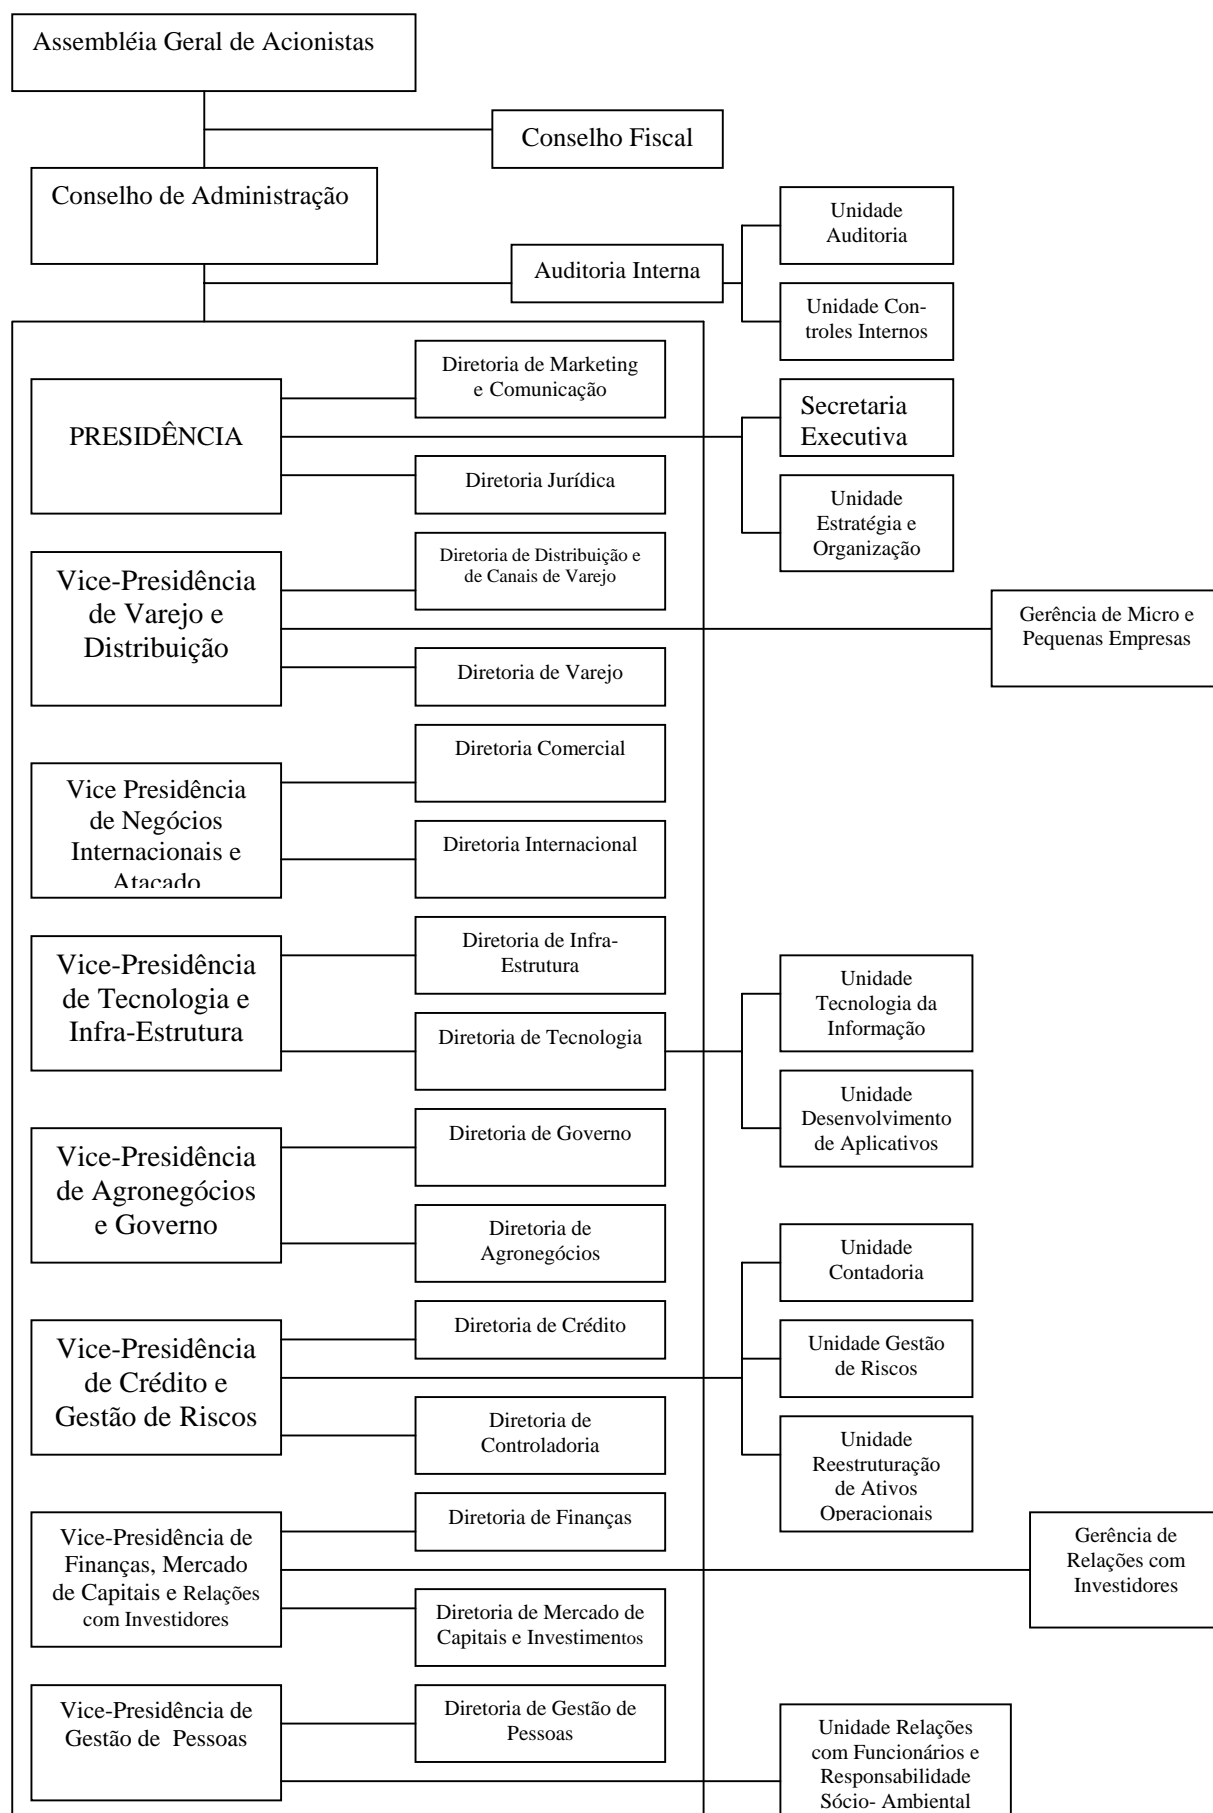 Assembléia Geral de Acionistas
Conselho Fiscal
Conselho de Administração
Unidade
Auditoria
Auditoria Interna
Unidade Con-
troles Internos
Diretoria de Marketing
e Comunicação
PRESIDÊNCIA
Secretaria
Executiva
Diretoria Jurídica
Unidade
Estratégia e
Organização
Vice-Presidência
de Varejo e
Distribuição
Diretoria de Distribuição e
de Canais de Varejo
Gerência de Micro e
Pequenas Empresas
Diretoria de Varejo
Vice Presidência
de Negócios
Internacionais e
Atacado
Diretoria Comercial
Diretoria Internacional
Vice-Presidência
de Tecnologia e
Infra-Estrutura
Diretoria de Infra-
Estrutura
Diretoria de Tecnologia
Unidade
Tecnologia da
Informação
Unidade
Desenvolvimento
de Aplicativos
Vice-Presidência
de Agronegócios
e Governo
Diretoria de Governo
Diretoria de
Agronegócios
Vice-Presidência
de Crédito e
Gestão de Riscos
Diretoria de Crédito
Diretoria de
Controladoria
Unidade
Contadoria
Unidade Gestão
de Riscos
Unidade
Reestruturação
de Ativos
Operacionais
Vice-Presidência de
Finanças, Mercado
de Capitais e Relações
com Investidores
Diretoria de Finanças
Diretoria de Mercado de
Capitais e Investimentos
Gerência de
Relações com
Investidores
Vice-Presidência de
Gestão de  Pessoas
Diretoria de Gestão de
Pessoas
Unidade Relações
com Funcionários e
Responsabilidade
Sócio- Ambiental